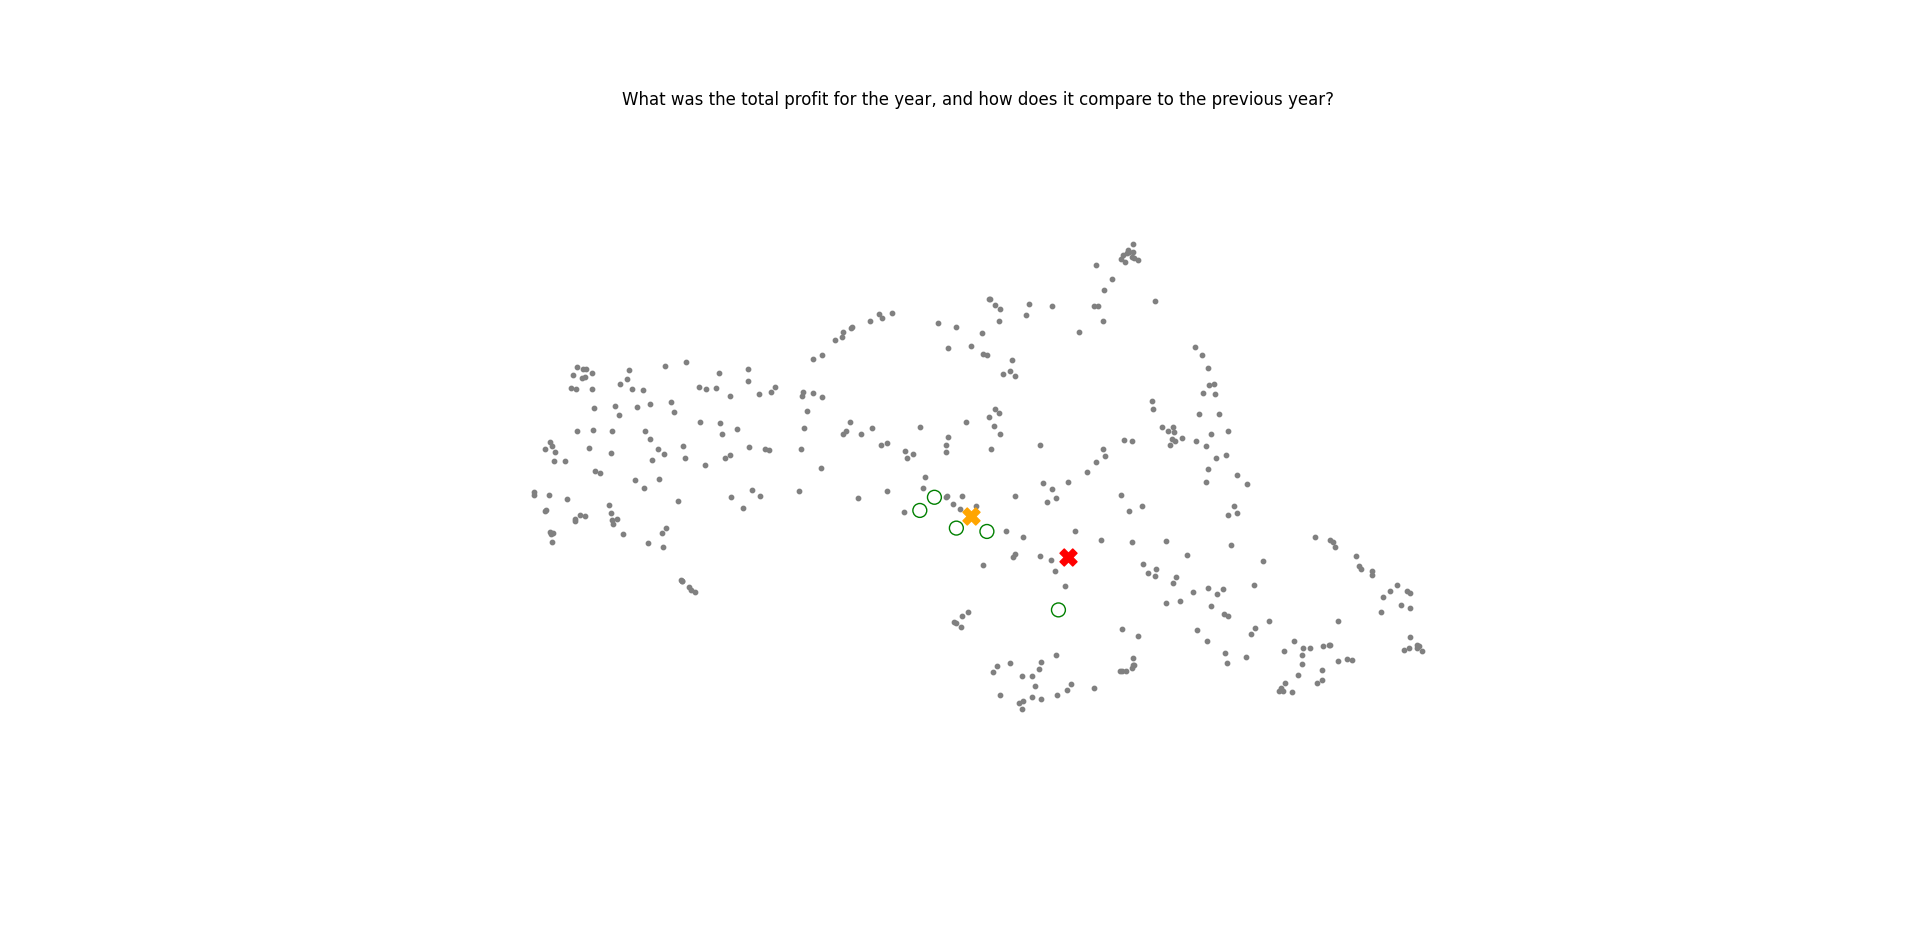 What was the total profit for the year, and how does it compare to the previous year?